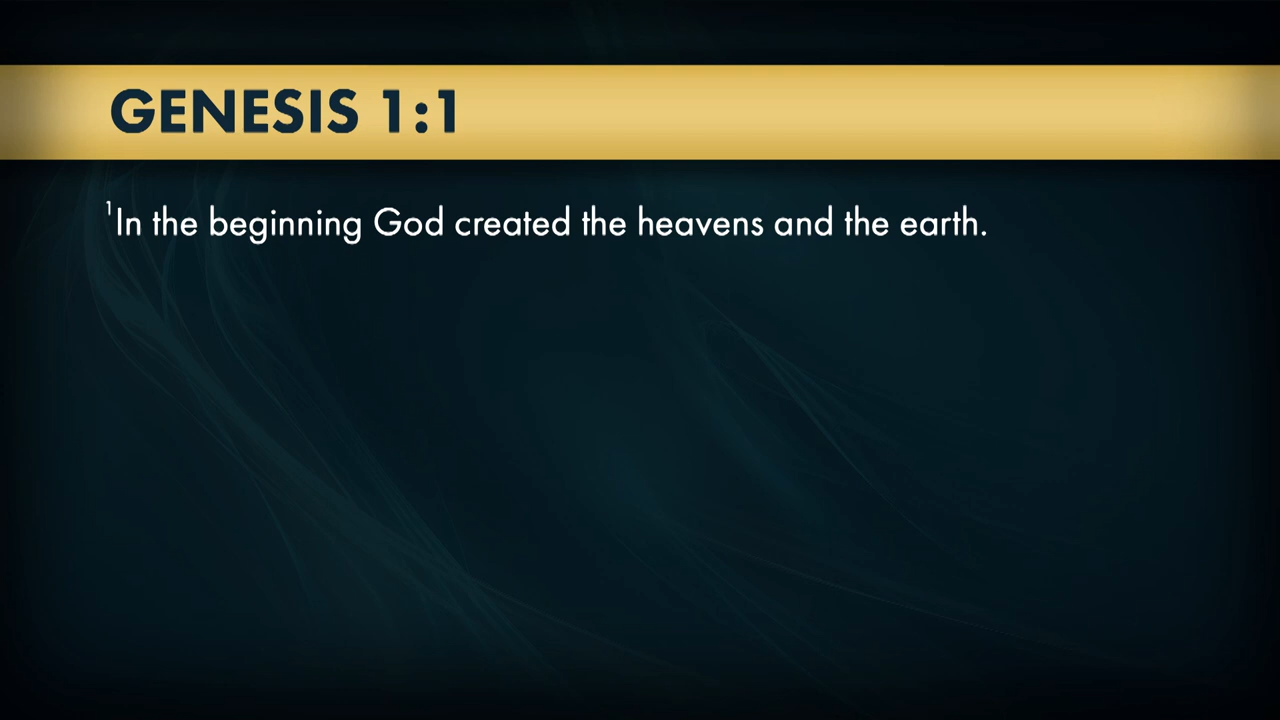 GENESIS 1:1
¹In the beginning God created the heavens and the earth.